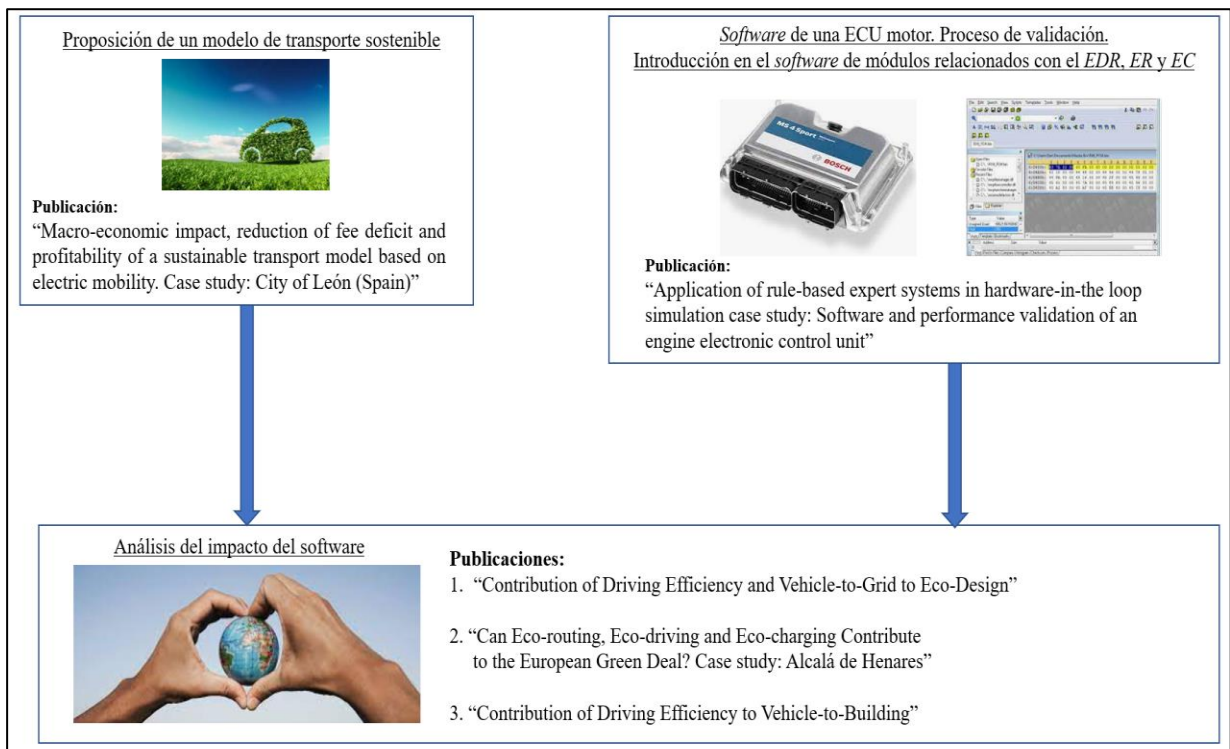 Proposición de un modelo de transporte sostenible
Publicación:
“Macro-economic impact, reduction of fee deficit and
profitability of a sustainable transport model based on
electric mobility. Case study: City of León (Spain)”
Software de una ECU motor. Proceso de validación.
Introducción en el software de módulos relacionados con el EDR, ER y EC
MS 4 Sport
BOSCH
Publicación:
“Application of rule-based expert systems in hardware-in-the loop
simulation case study: Software and performance validation of an
engine electronic control unit”
Análisis del impacto del software
Publicaciones:
1. “Contribution of Driving Efficiency and Vehicle-to-Grid to Eco-Design”
2. “Can Eco-routing, Eco-driving and Eco-charging Contribute
to the European Green Deal? Case study: Alcalá de Henares”
3. “Contribution of Driving Efficiency to Vehicle-to-Building”